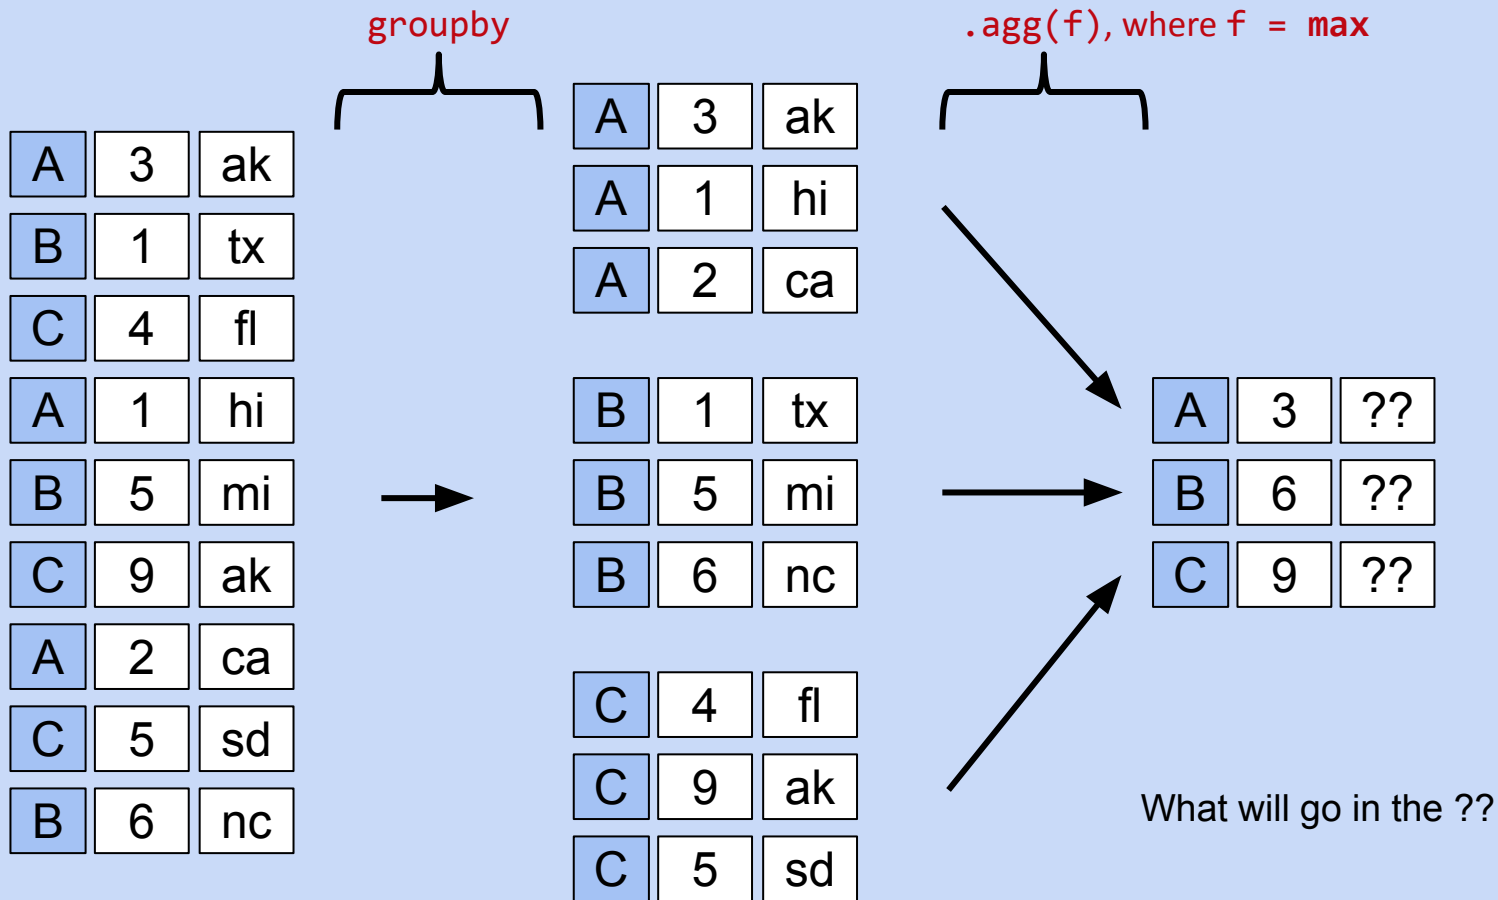 groupby
.agg(f), where f = max
A 3 ak
B 1 tx
C 4 fl
A 1 hi
B 5 mi
C 9 ak
A 2 ca
C 5 sd
B 6 nc
A 3 ak
A 1 hi
A 2 ca
B 1 tx
B 5 mi
B 6 nc
C 4 fl
C 9 ak
C 5 sd
A 3 ??
B 6 ??
C 9 ??
What will go in the ??